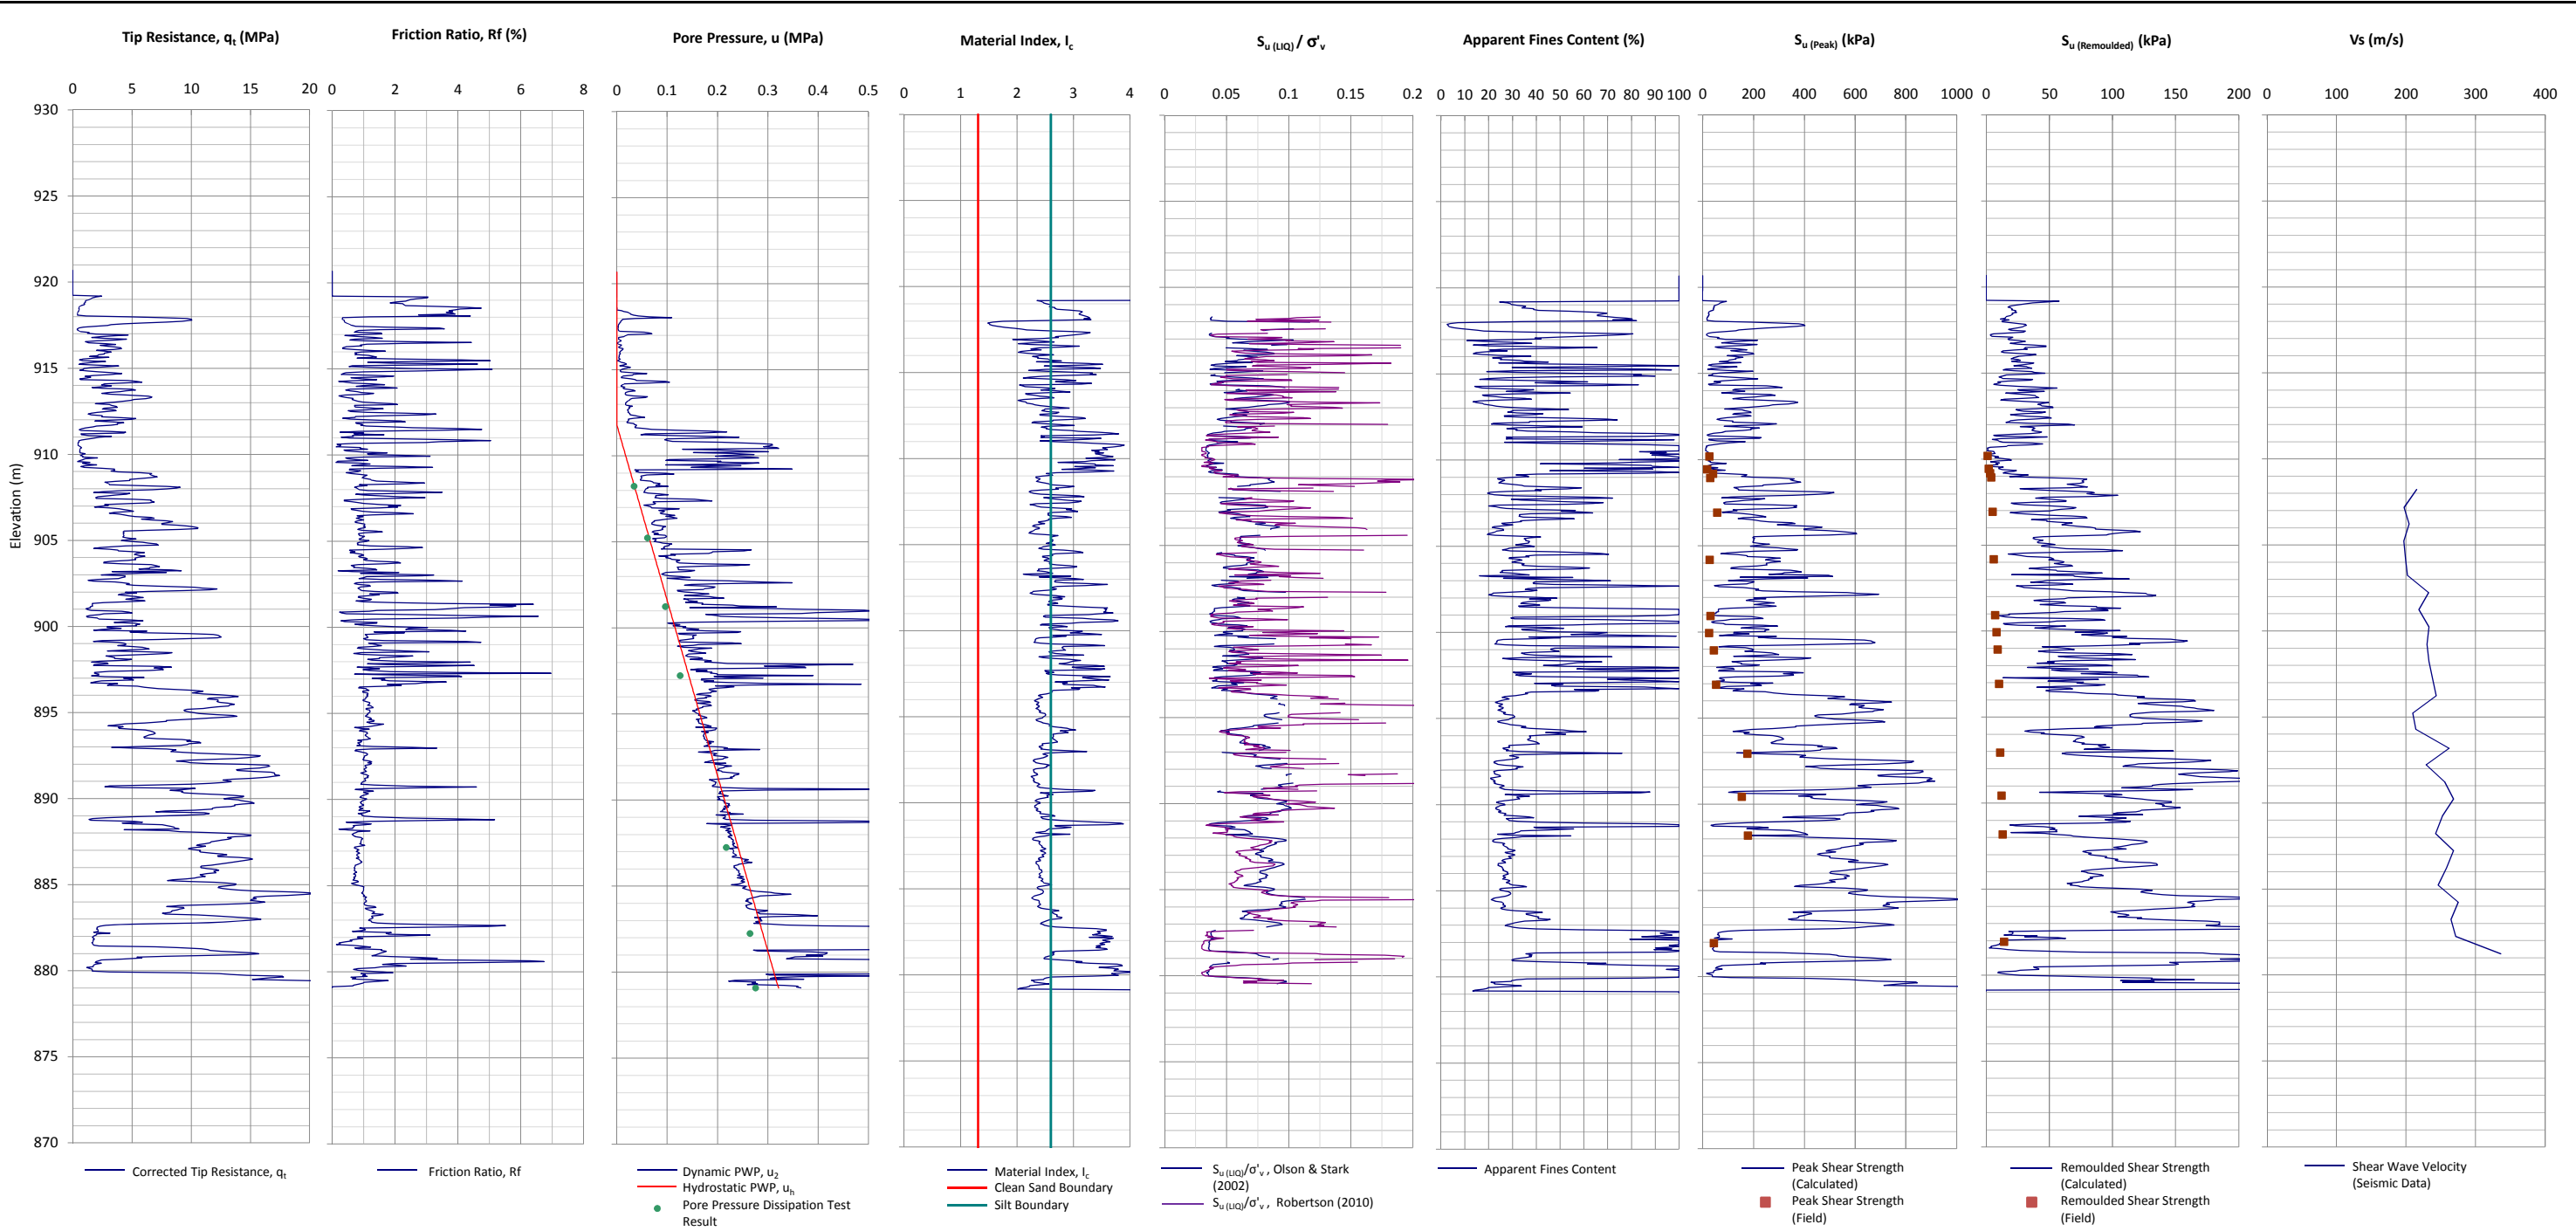 Tip Resistance, qt (MPa)
Friction Ratio, Rf (%)
Pore Pressure, u (MPa)
Material Index, Ic
Su (LIQ) / σ'v
Apparent Fines Content (%)
Su (Peak) (kPa)
Su (Remoulded) (kPa)
Vs (m/s)
0 5 10 15 20
0 2 4 6 8
0 0.1 0.2 0.3 0.4 0.5
0 1 2 3 4
0 0.05 0.1 0.15 0.2
0 10 20 30 40 50 60 70 80 90 100
0 200 400 600 800 1000
0 50 100 150 200
0 100 200 300 400
930
925
920
915
910
905
900
895
890
885
880
875
870
Elevation (m)
Corrected Tip Resistance, qt
Friction Ratio, Rf
Dynamic PWP, u2
Hydrostatic PWP, uh
Pore Pressure Dissipation Test
Result
Material Index, Ic
Clean Sand Boundary
Silt Boundary
Su (LIQ)/σ'v , Olson & Stark
(2002)
Su (LIQ)/σ'v , Robertson (2010)
Apparent Fines Content
Peak Shear Strength
(Calculated)
Peak Shear Strength
(Field)
Remoulded Shear Strength
(Calculated)
Remoulded Shear Strength
(Field)
Shear Wave Velocity
(Seismic Data)